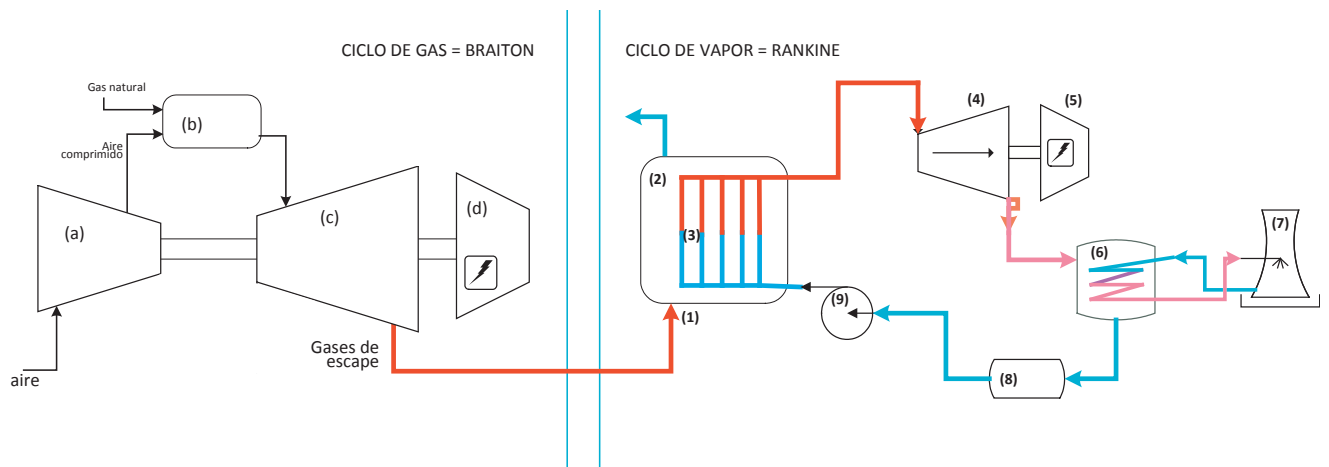 CICLO DE GAS = BRAITON
CICLO DE VAPOR = RANKINE
Gas natural
(b)
Aire
comprimido
(a)
(c)
(d)
Gases de
escape
aire
(4)
(5)
(2)
(3)
(1)
(6)
(7)
(9)
(8)